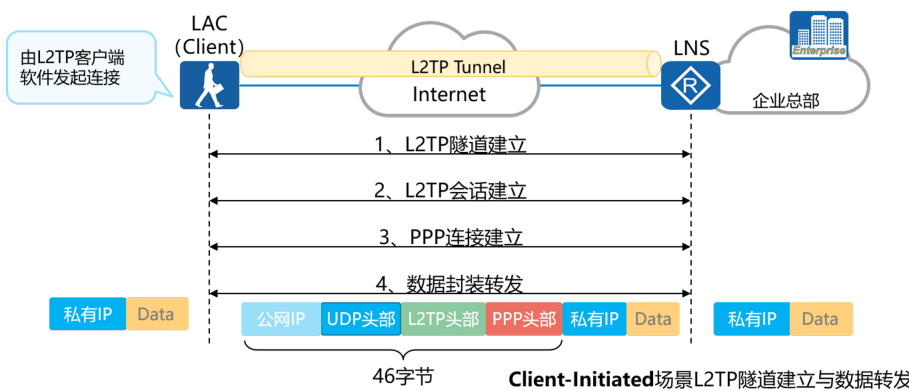 LAC
(Client)
由L2TP客户端
软件发起连接
L2TP Tunnel
Internet
LNS
R
Enterprise
企业总部
1、L2TP隧道建立
2、L2TP会话建立
3、PPP连接建立
4、数据封装转发
私有IP Data
公网IP UDP头部 L2TP头部 PPP头部 私有IP Data
私有IP Data
46字节
Client-Initiated场景L2TP隧道建立与数据转发